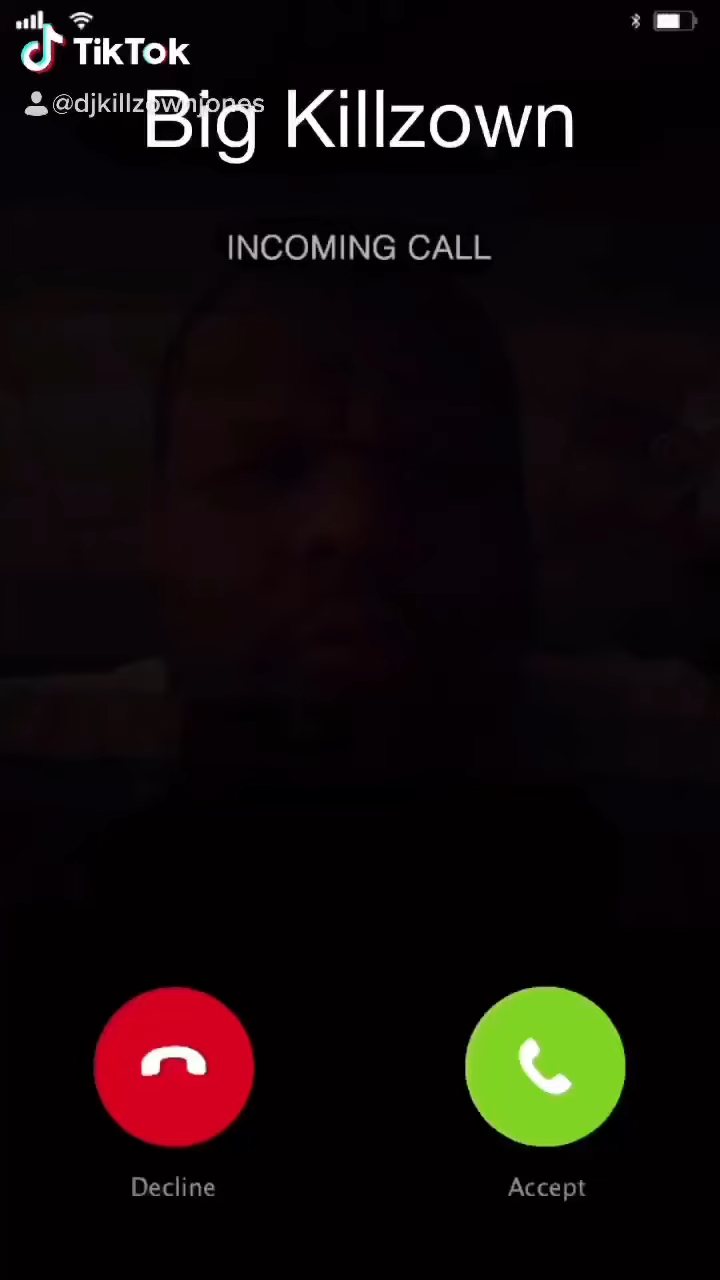 TikTok
@djkillzownjones
Big Killzown
INCOMING CALL
Decline
Accept